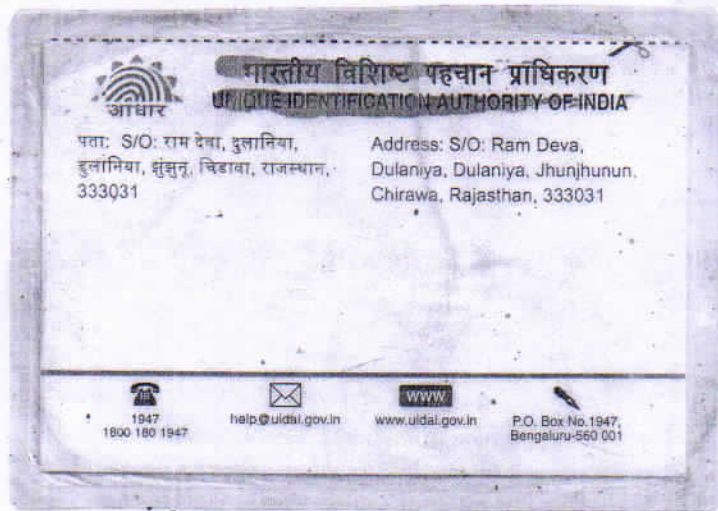 भारतीय विशिष्ट पहचान प्राधिकरण
UNIQUE IDENTIFICATION AUTHORITY OF INDIA
आधार
पता: S/O: राम देवा, दुलानिया,
दुलानिया, झुंझुनू, चिडावा, राजस्थान,
333031
Address: S/O: Ram Deva,
Dulaniya, Dulaniya, Jhunjhunun,
Chirawa, Rajasthan, 333031
1947
1800 180 1947
help@uidai.gov.in
WWW
www.uidai.gov.in
P.O. Box No.1947,
Bengaluru-560 001